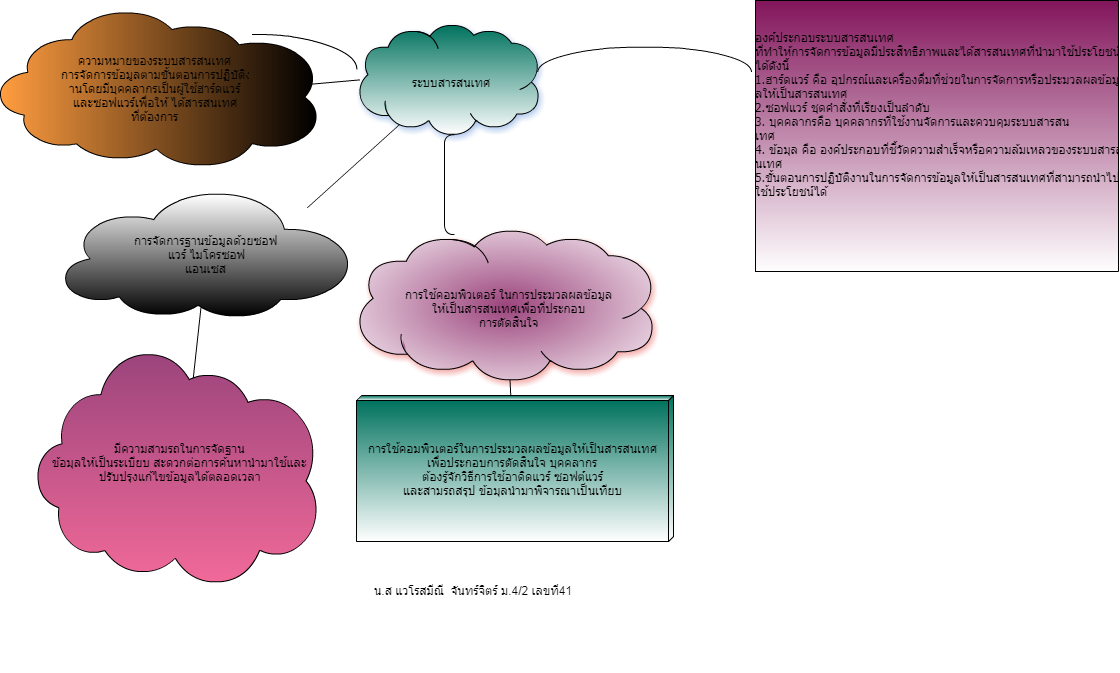 ความหมายของระบบสารสนเทศ
การจัดการข้อมูลตามขั้นตอนการปฏิบัติง
านโดยมีบุคคลากรเป็นผู้ใช้ฮาร์ดแวร์
และซอฟแวร์เพื่อให้ ได้สารสนเทศ
ที่ต้องการ
ระบบสารสนเทศ
องค์ประกอบระบบสารสนเทศ
ที่ทำให้การจัดการข้อมูลมีประสิทธิภาพและได้สารสนเทศที่นำมาใช้ประโยชน์
ได้ดังนี้
1.ฮาร์ดแวร์ คือ อุปกรณ์และเครื่องดืมที่ช่วยในการจัดการหรือประมวลผลข้อมู
ลให้เป็นสารสนเทศ
2.ซอฟแวร์ ชุดคำสั่งที่เรียงเป็นลำดับ
3. บุคคลากรคือ บุคคลากรที่ใช้งานจัดการและควบคุมระบบสารสน
เทศ
4. ข้อมุล คือ องค์ประกอบที่ชี้วัดความสำเร็จหรือความล้มเหลวของระบบสารส
นเทศ
5.ขั้นตอนการปฏิบัติงานในการจัดการข้อมูลให้เป็นสารสนเทศที่สามารถนำไป
ใช้ประโยชน์ได้
การจัดการฐานข้อมูลด้วยซอฟ
แวร์ ไมโครซอฟ
แอนเซส
การใช้คอมพิวเตอร์ ในการประมวลผลข้อมูล
ให้เป็นสารสนเทศเพื่อที่ประกอบ
การตัดสินใจ
มีความสามรถในการจัดฐาน
ข้อมูลให้เป็นระเบียบ สะดวกต่อการค้นหานำมาใช้และ
ปรับปรุงแก้ไขข้อมูลได้ตลอดเวลา
การใช้คอมพิวเตอร์ในการประมวลผลข้อมูลให้เป็นสารสนเทศ
เพื่อประกอบการตัดสินใจ บุคคลากร
ต้องรู้จักวิธีการใช้อาดิดแวร์ ซอฟต์แวร์
และสามรถสรุป ข้อมูลนำมาพิจารณาเป็นเทียบ
น.ส แวโรสมีณี จันทร์จิตร์ ม.4/2 เลขที่41